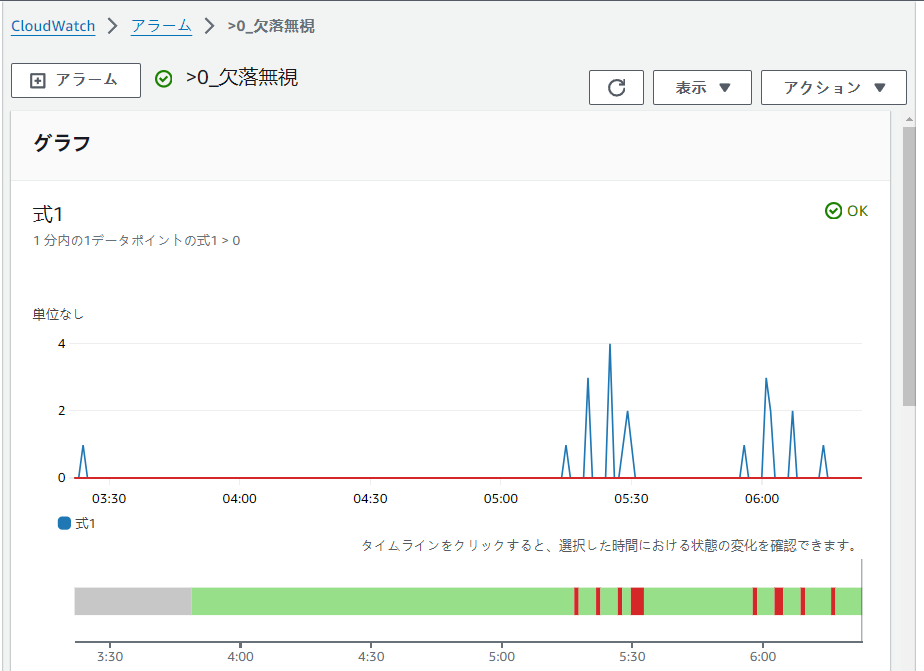 CloudWatch > アラーム > >0_欠落無視
アラーム >0_欠落無視 表示 ▼ アクション ▼
グラフ
式1 OK
1 分内の1データポイントの式1 > 0
単位なし
4
2
0
03:30 04:00 04:30 05:00 05:30 06:00
式1
タイムラインをクリックすると、選択した時間における状態の変化を確認できます。
3:30 4:00 4:30 5:00 5:30 6:00